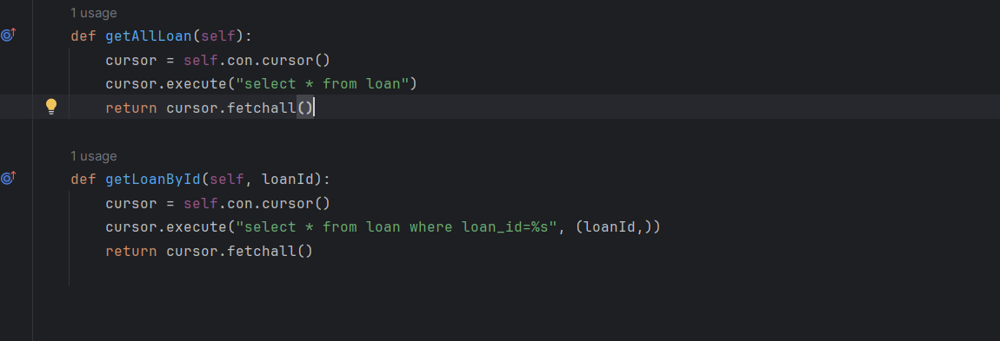 1 usage
def getAllLoan(self):
cursor = self.con.cursor()
cursor.execute("select * from loan")
return cursor.fetchall()
1 usage
def getLoanById(self, loanId):
cursor = self.con.cursor()
cursor.execute("select * from loan where loan_id=%s", (loanId,))
return cursor.fetchall()